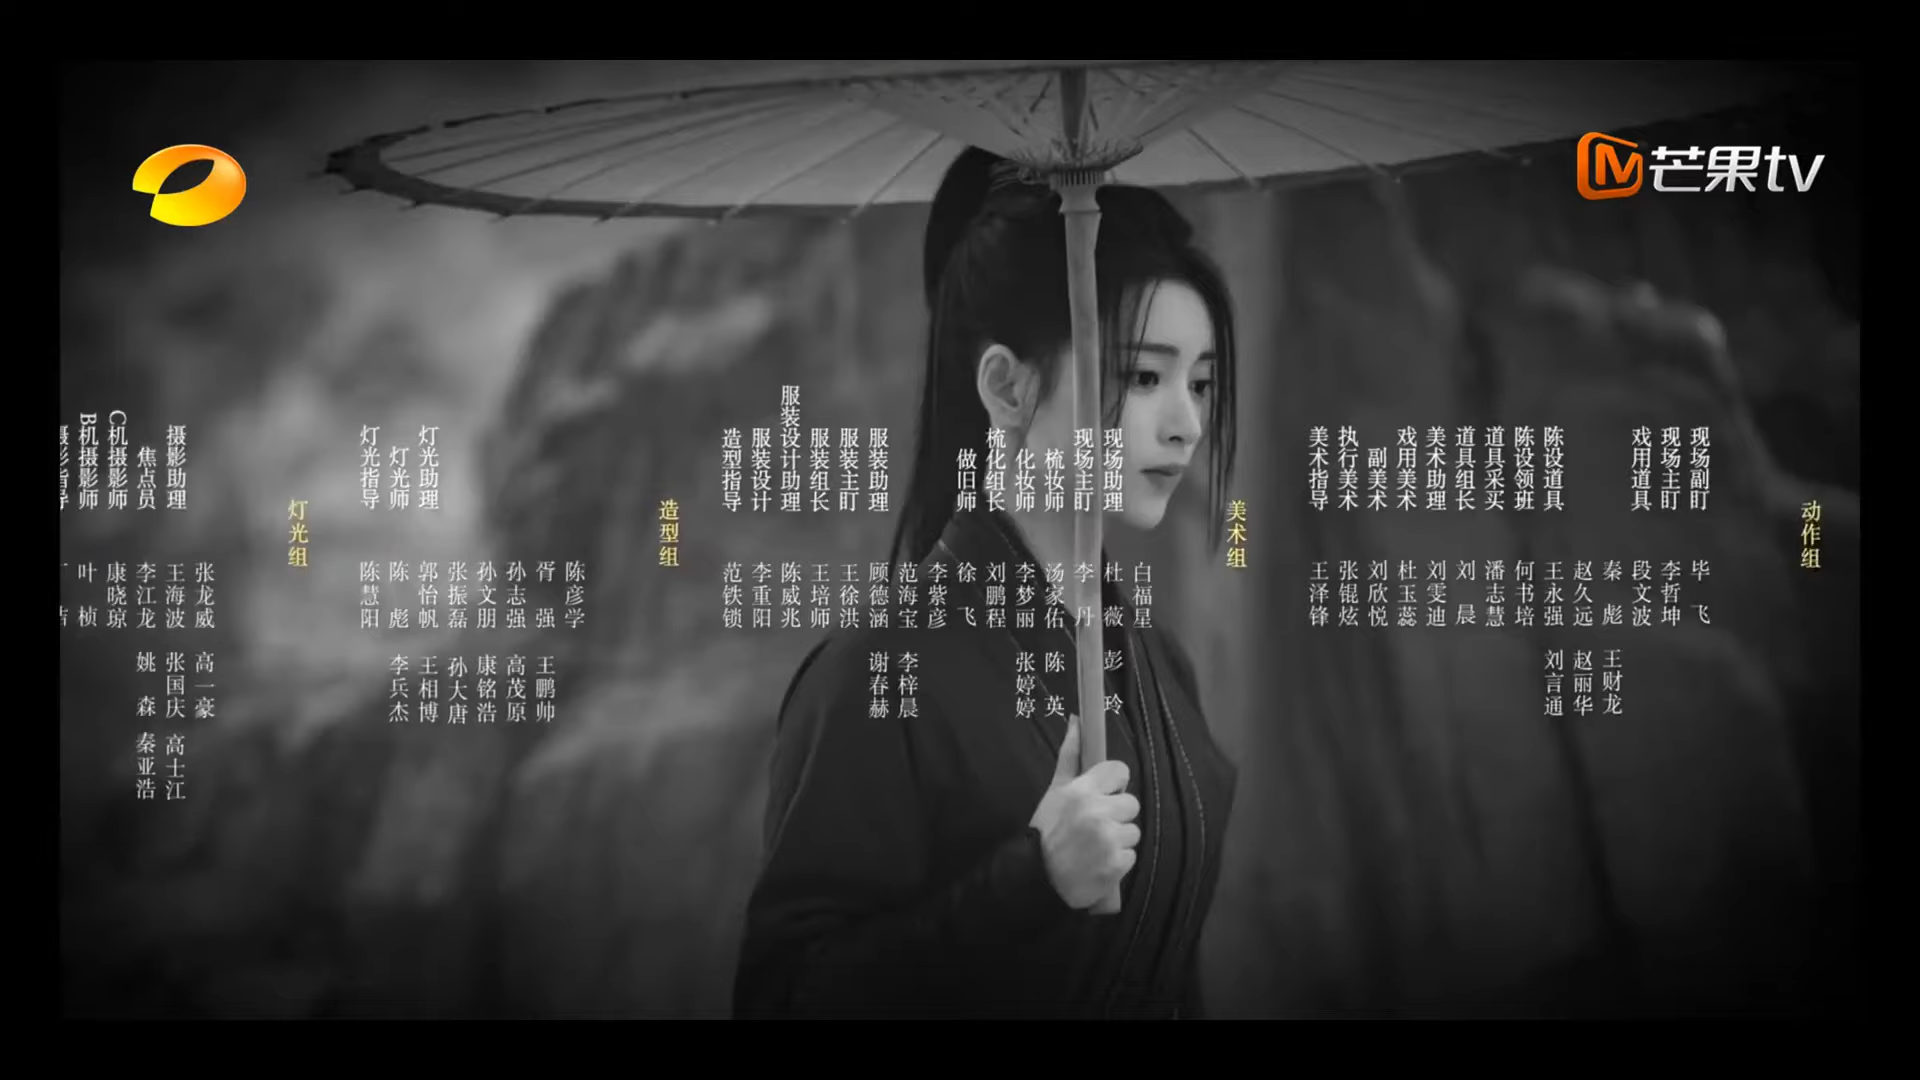 芒果tv
B机摄影师
叶桢
C机摄影师
康晓琼
焦点员
李江龙
姚森
秦亚浩
摄影助理
王海波
张国庆
高士江
张龙威
高一豪
灯光组
灯光指导
陈慧阳
灯光师
陈彪
李兵杰
灯光助理
郭怡帆
王相博
张振磊
孙大唐
孙文朋
康铭浩
孙志强
高茂原
胥强
王鹏帅
陈彦学
造型组
造型指导
范铁锁
服装设计
李重阳
服装设计助理
陈威兆
服装组长
王培师
服装主盯
王徐洪
服装助理
顾德涵
谢春赫
范海宝
李梓晨
李紫彦
做旧师
徐飞
梳化组长
刘鹏程
化妆师
李梦丽
张婷婷
梳妆师
汤家佑
陈英
现场主盯
李丹
现场助理
杜薇
彭玲
白福星
美术组
美术指导
王泽锋
执行美术
张锟炫
副美术
刘欣悦
戏用美术
杜玉蕊
美术助理
刘雯迪
道具组长
刘晨
道具采买
潘志慧
陈设领班
何书培
陈设道具
王永强
刘言通
赵久远
赵丽华
秦彪
王财龙
戏用道具
段文波
现场主盯
李哲坤
现场副盯
毕飞
动作组